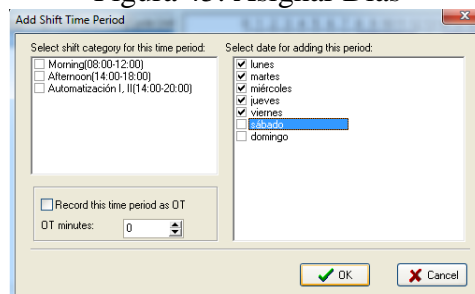 Figura 43. Asignar Días
Add Shift Time Period
Select shift category for this time period:
Morning(08:00-12:00)
Afternoon(14:00-18:00)
Automatización I, II(14:00-20:00)
Record this time period as OT
OT minutes: 0
Select date for adding this period:
lunes
martes
miércoles
jueves
viernes
sábado
domingo
OK
Cancel